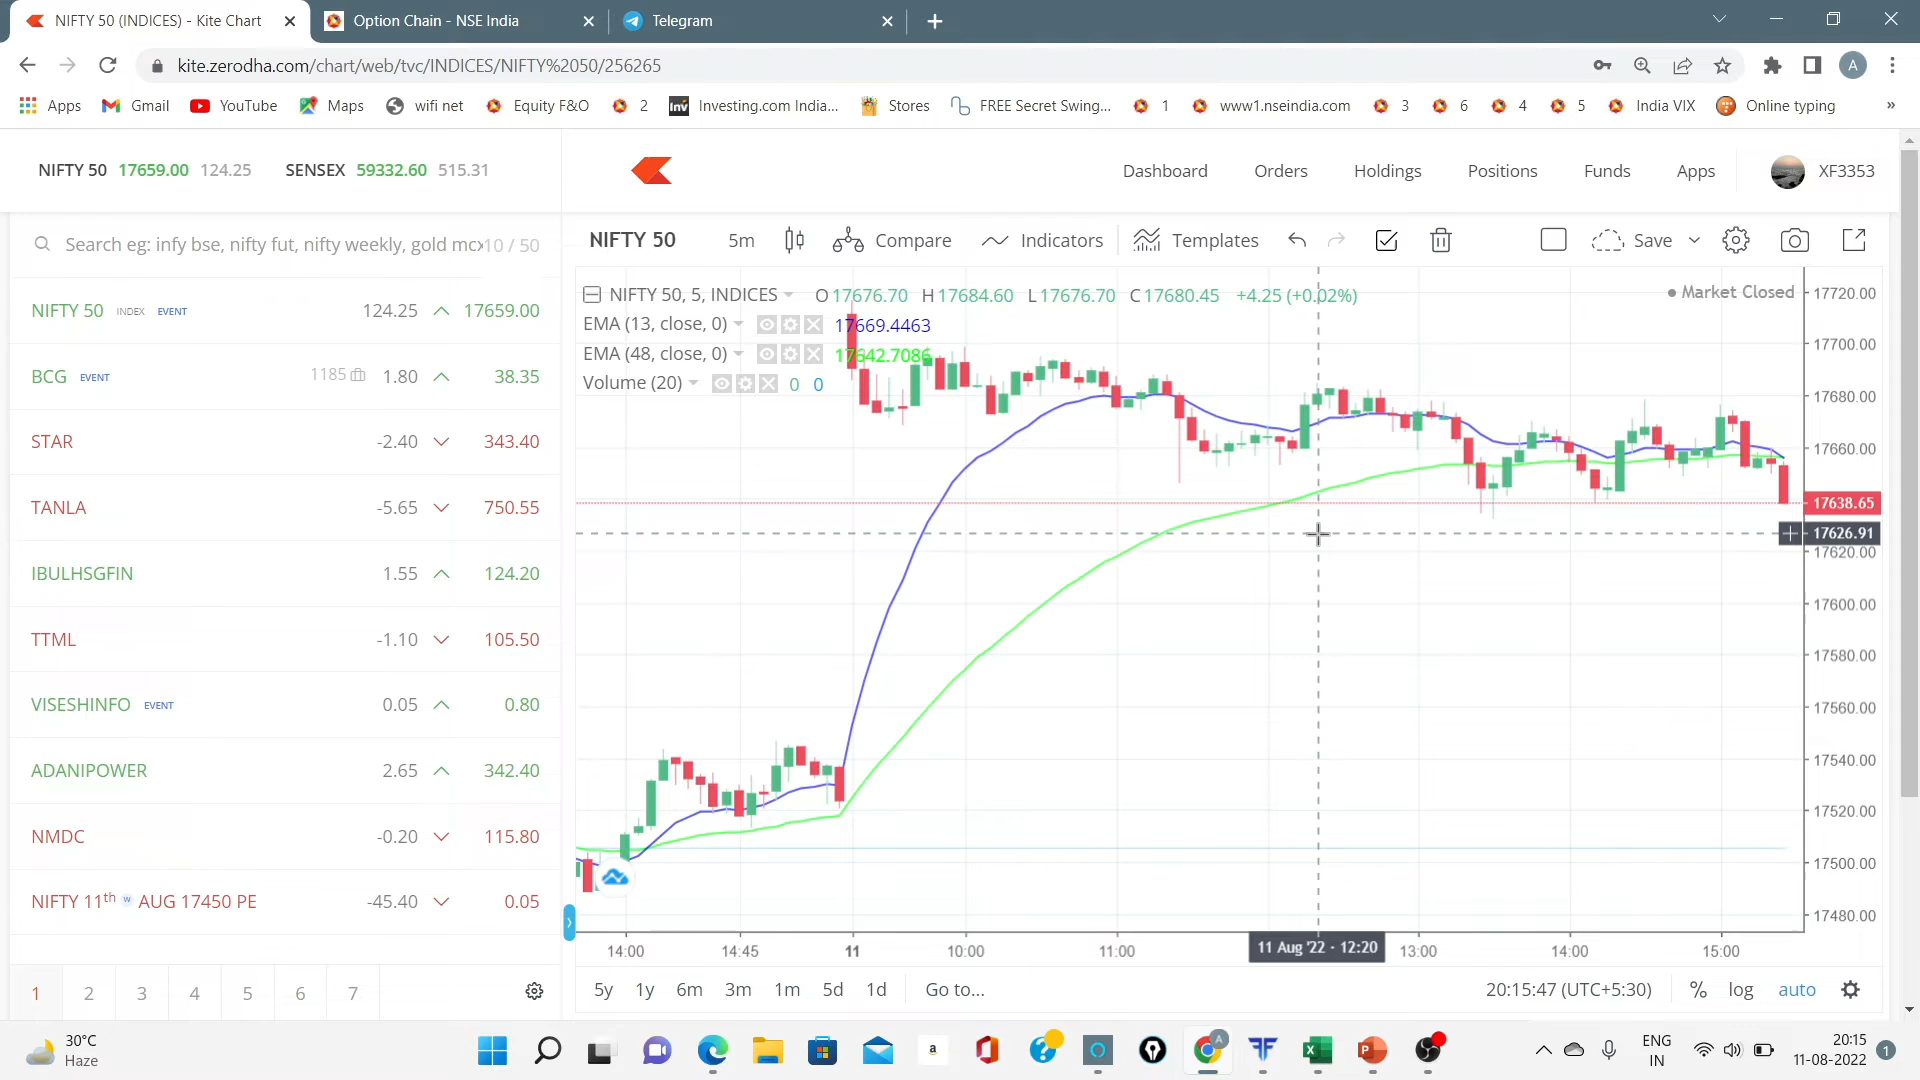 NIFTY 50 (INDICES) - Kite Chart
Option Chain - NSE India
Telegram
kite.zerodha.com/chart/web/tvc/INDICES/NIFTY%2050/256265
A
Apps Gmail YouTube Maps wifi net Equity F&O 2 Inv Investing.com India... Stores FREE Secret Swing... 1 www1.nseindia.com 3 6 4 5 India VIX Online typing »
NIFTY 50 17659.00 124.25 SENSEX 59332.60 515.31
Dashboard Orders Holdings Positions Funds Apps XF3353
Search eg: infy bse, nifty fut, nifty weekly, gold mcx 10 / 50
NIFTY 50 INDEX EVENT 124.25 17659.00
BCG EVENT 1185 1.80 38.35
STAR -2.40 343.40
TANLA -5.65 750.55
IBULHSGFIN 1.55 124.20
TTML -1.10 105.50
VISESHINFO EVENT 0.05 0.80
ADANIPOWER 2.65 342.40
NMDC -0.20 115.80
NIFTY 11th w AUG 17450 PE -45.40 0.05
1 2 3 4 5 6 7
NIFTY 50 5m Compare Indicators Templates Save
NIFTY 50, 5, INDICES O17676.70 H17684.60 L17676.70 C17680.45 +4.25 (+0.02%)
Market Closed
EMA (13, close, 0) 17669.4463
EMA (48, close, 0) 17642.7086
Volume (20) 0 0
17720.00
17700.00
17680.00
17660.00
17638.65
17626.91
17620.00
17600.00
17580.00
17560.00
17540.00
17520.00
17500.00
17480.00
14:00 14:45 11 10:00 11:00 11 Aug '22 - 12:20 13:00 14:00 15:00
5y 1y 6m 3m 1m 5d 1d Go to... 20:15:47 (UTC+5:30) % log auto
30°C
Haze
ENG
IN
20:15
11-08-2022
1